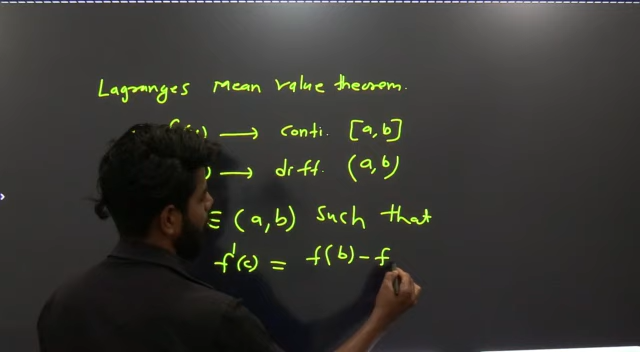 Lagranges Mean value theorem.
→ conti. [a, b]
) → diff. (a, b)
(a, b) Such that
f'(c) = f(b) - f